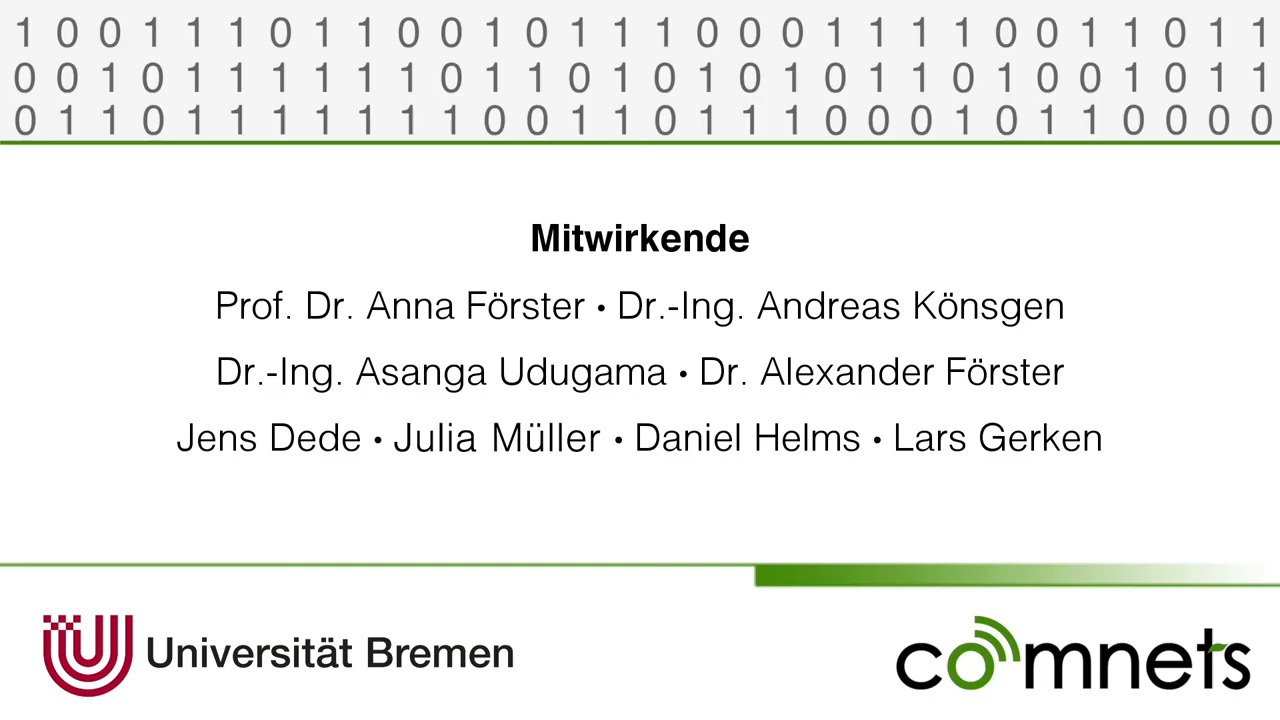 1 0 0 1 1 1 0 1 1 0 0 1 0 1 1 1 0 0 0 1 1 1 1 0 0 1 1 0 1 1
0 0 1 0 1 1 1 1 1 1 0 1 1 0 1 0 1 0 1 0 1 1 0 1 0 0 1 0 1 1
0 1 1 0 1 1 1 1 1 1 1 0 0 1 1 0 1 1 1 0 0 0 1 0 1 1 0 0 0 0
Mitwirkende
Prof. Dr. Anna Förster • Dr.-Ing. Andreas Könsgen
Dr.-Ing. Asanga Udugama • Dr. Alexander Förster
Jens Dede • Julia Müller • Daniel Helms • Lars Gerken
Universität Bremen
comnets